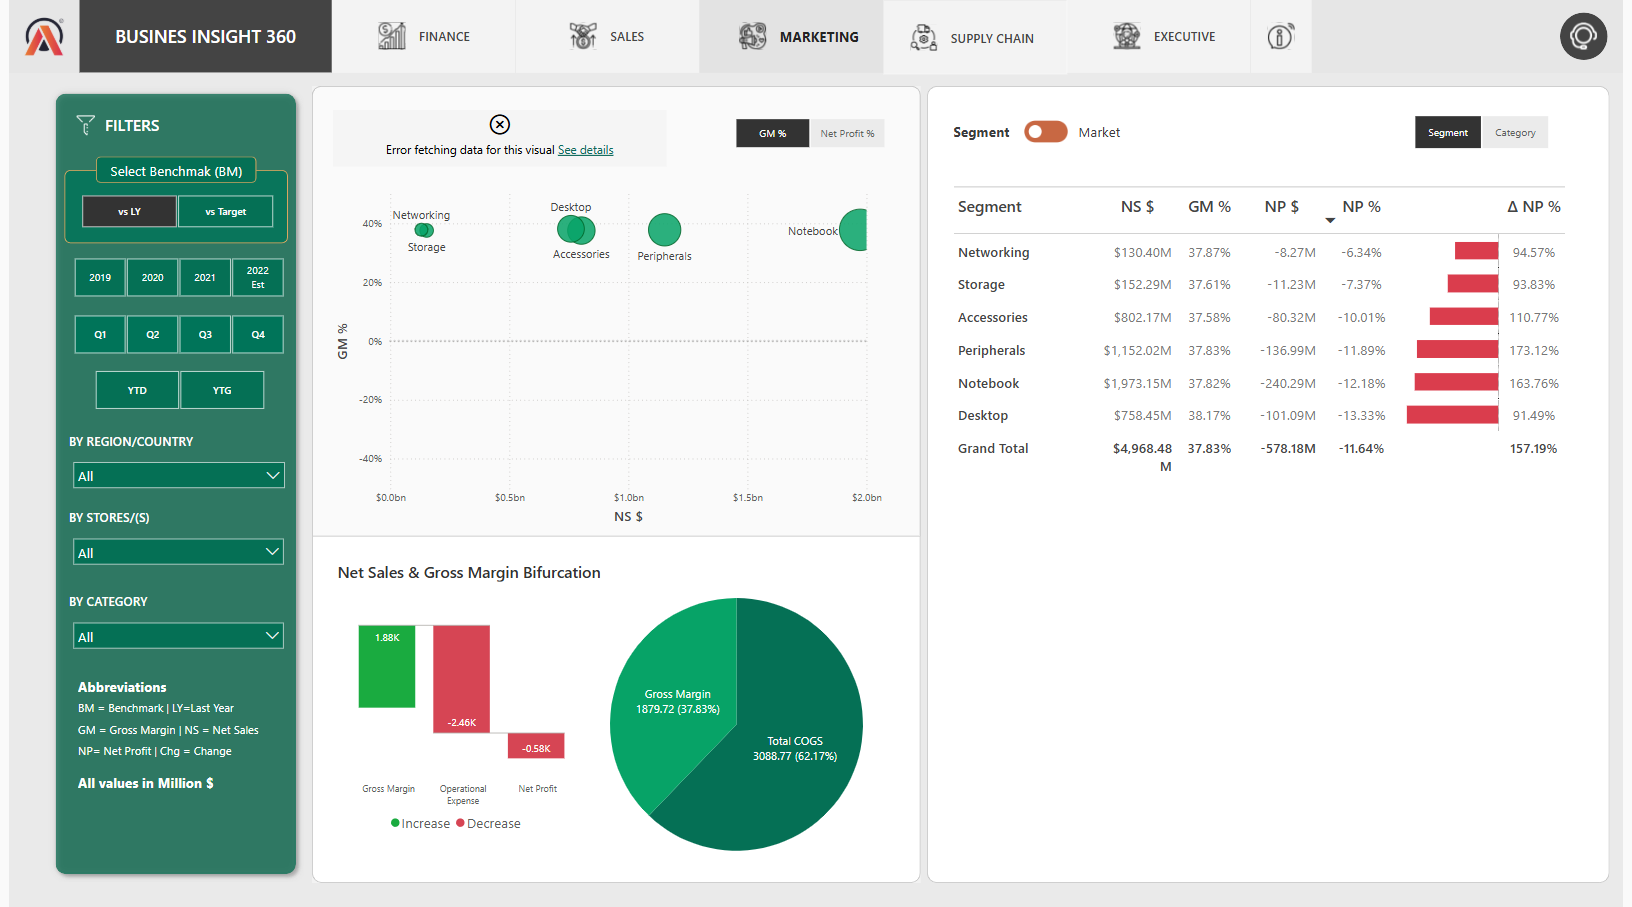 BUSINES INSIGHT 360
FINANCE
SALES
MARKETING
SUPPLY CHAIN
EXECUTIVE
FILTERS
Select Benchmak (BM)
vs LY
vs Target
2019
2020
2021
2022
Est
Q1
Q2
Q3
Q4
YTD
YTG
BY REGION/COUNTRY
All
BY STORES/(S)
All
BY CATEGORY
All
Abbreviations
BM = Benchmark | LY=Last Year
GM = Gross Margin | NS = Net Sales
NP= Net Profit | Chg = Change
All values in Million $
Error fetching data for this visual See details
GM %
Net Profit %
Networking
Storage
Desktop
Accessories
Peripherals
Notebook
40%
20%
0%
-20%
-40%
GM %
$0.0bn
$0.5bn
$1.0bn
$1.5bn
$2.0bn
NS $
Net Sales & Gross Margin Bifurcation
1.88K
-2.46K
-0.58K
Gross Margin
Operational
Expense
Net Profit
Increase
Decrease
Gross Margin
1879.72 (37.83%)
Total COGS
3088.77 (62.17%)
Segment
Market
Segment
Category
Segment NS $ GM % NP $ NP % Δ NP %
Networking $130.40M 37.87% -8.27M -6.34% 94.57%
Storage $152.29M 37.61% -11.23M -7.37% 93.83%
Accessories $802.17M 37.58% -80.32M -10.01% 110.77%
Peripherals $1,152.02M 37.83% -136.99M -11.89% 173.12%
Notebook $1,973.15M 37.82% -240.29M -12.18% 163.76%
Desktop $758.45M 38.17% -101.09M -13.33% 91.49%
Grand Total $4,968.48 37.83% -578.18M -11.64% 157.19%
M